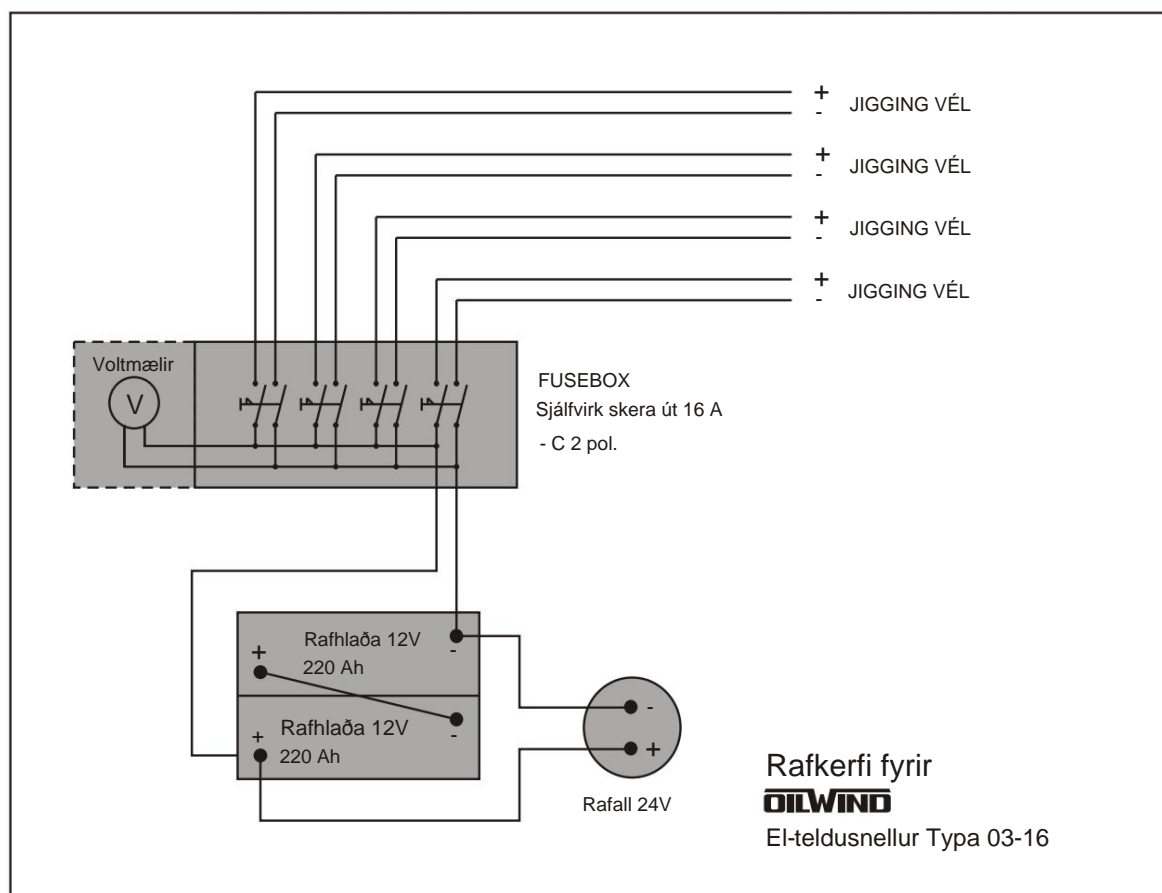 +
- JIGGING VÉL
+
- JIGGING VÉL
+
- JIGGING VÉL
+
- JIGGING VÉL
Voltmælir
V
FUSEBOX
Sjálfvirk skera út 16 A
- C 2 pol.
Rafhlaða 12V
+ 220 Ah -
Rafhlaða 12V
+ 220 Ah -
-
+
Rafall 24V
Rafkerfi fyrir
OILWIND
El-teldusnellur Typa 03-16